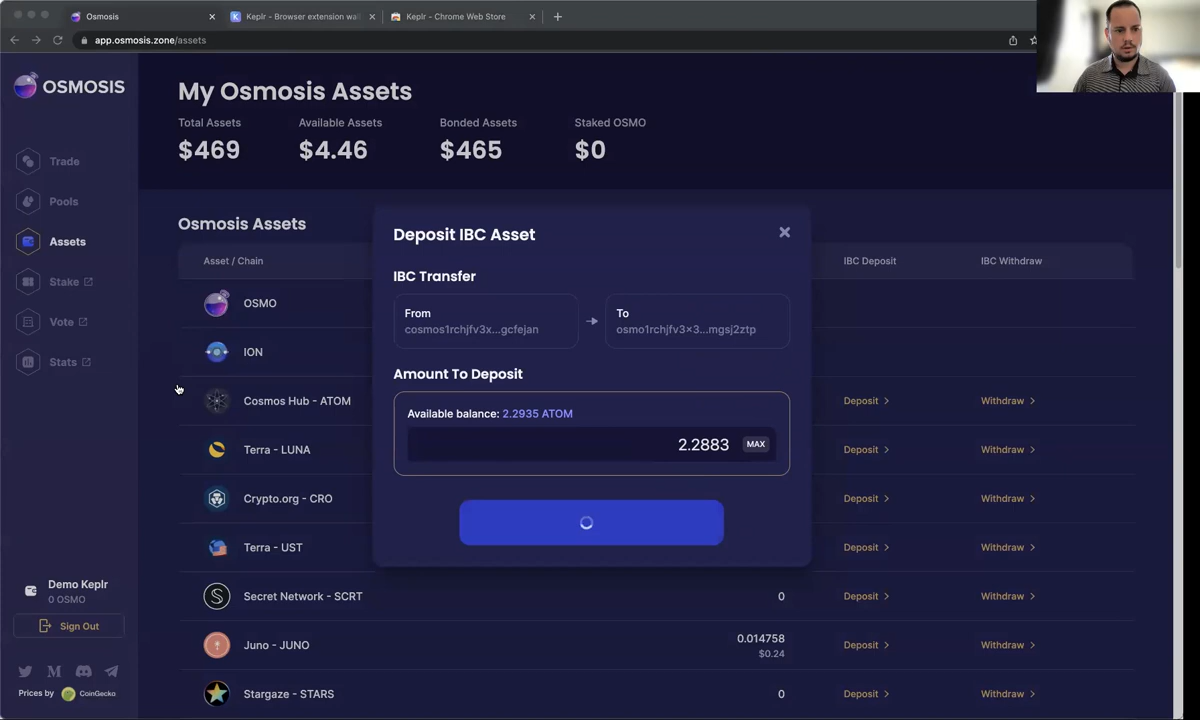 Osmosis
Keplr - Browser extension wa
Keplr - Chrome Web Store
app.osmosis.zone/assets
OSMOSIS
Trade
Pools
Assets
Stake
Vote
Stats
Demo Keplr
0 OSMO
Sign Out
Prices by CoinGecko
My Osmosis Assets
Total Assets
$469
Available Assets
$4.46
Bonded Assets
$465
Staked OSMO
$0
Osmosis Assets
Asset / Chain
IBC Deposit
IBC Withdraw
OSMO
ION
Cosmos Hub - ATOM
Deposit >
Withdraw >
Terra - LUNA
Deposit >
Withdraw >
Crypto.org - CRO
Deposit >
Withdraw >
Terra - UST
Deposit >
Withdraw >
Secret Network - SCRT
0
Deposit >
Withdraw >
Juno - JUNO
0.014758
$0.24
Deposit >
Withdraw >
Stargaze - STARS
0
Deposit >
Withdraw >
Deposit IBC Asset
IBC Transfer
From
cosmos1rchjfv3x...gcfejan
To
osmo1rchjfv3x3...mgsj2ztp
Amount To Deposit
Available balance: 2.2935 ATOM
2.2883
MAX